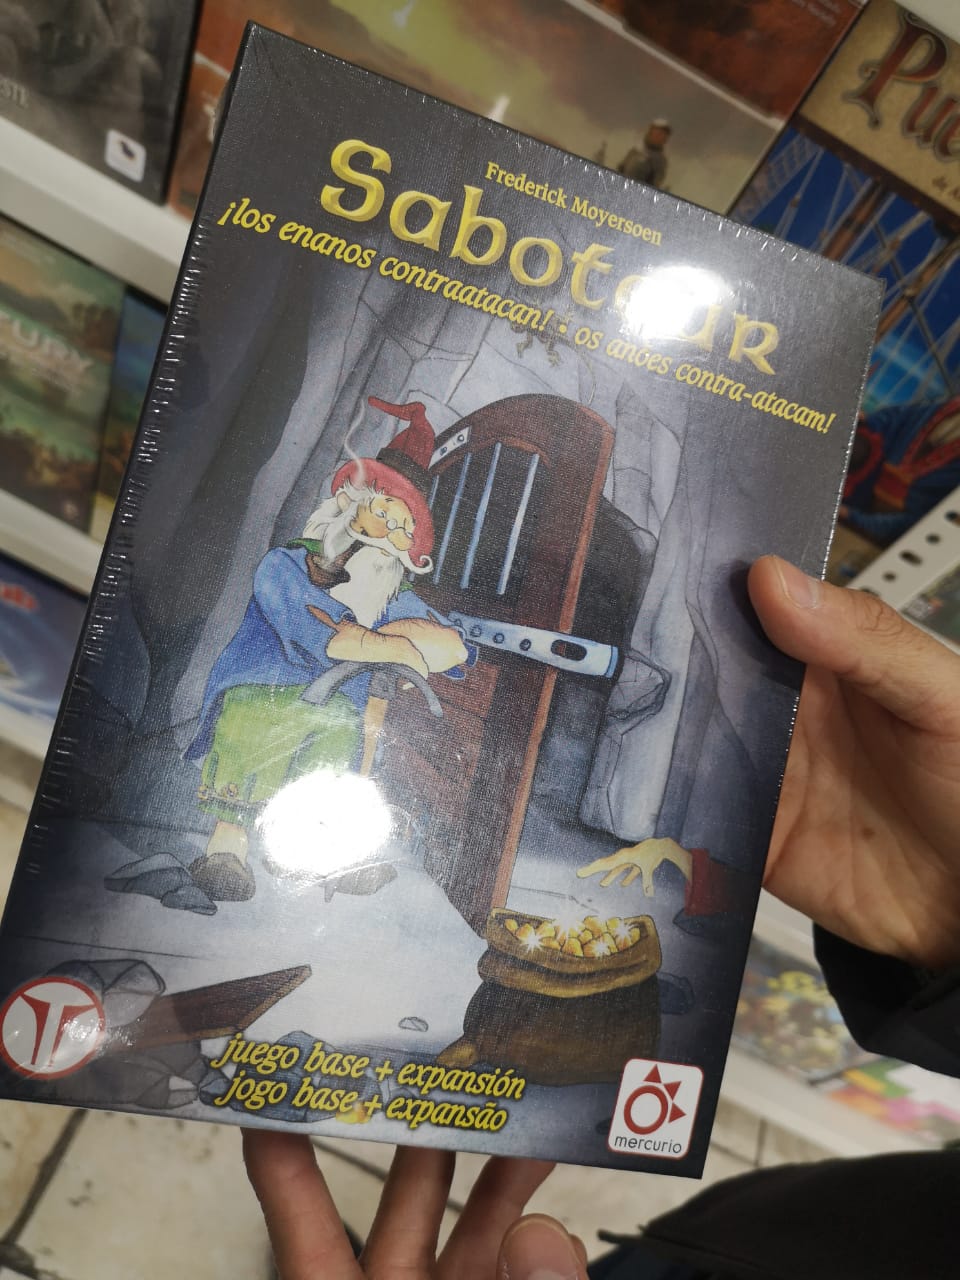 Frederick Moyersoen
Saboteur
¡los enanos contraatacan! · os anões contra-atacam!
juego base + expansión
jogo base + expansão
mercurio